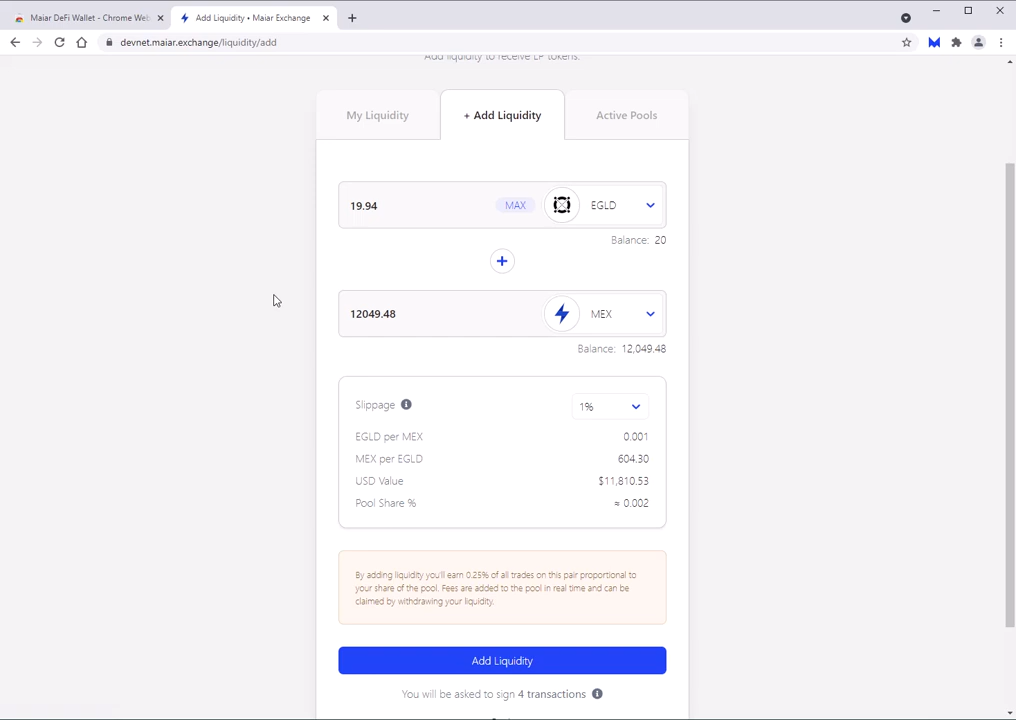 Maiar DeFi Wallet - Chrome Web
Add Liquidity • Maiar Exchange
devnet.maiar.exchange/liquidity/add
Add liquidity to receive LP tokens.
My Liquidity
+ Add Liquidity
Active Pools
19.94
MAX
EGLD
Balance: 20
12049.48
MEX
Balance: 12,049.48
Slippage
1%
EGLD per MEX
0.001
MEX per EGLD
604.30
USD Value
$11,810.53
Pool Share %
≈ 0.002
By adding liquidity you'll earn 0.25% of all trades on this pair proportional to
your share of the pool. Fees are added to the pool in real time and can be
claimed by withdrawing your liquidity.
Add Liquidity
You will be asked to sign 4 transactions